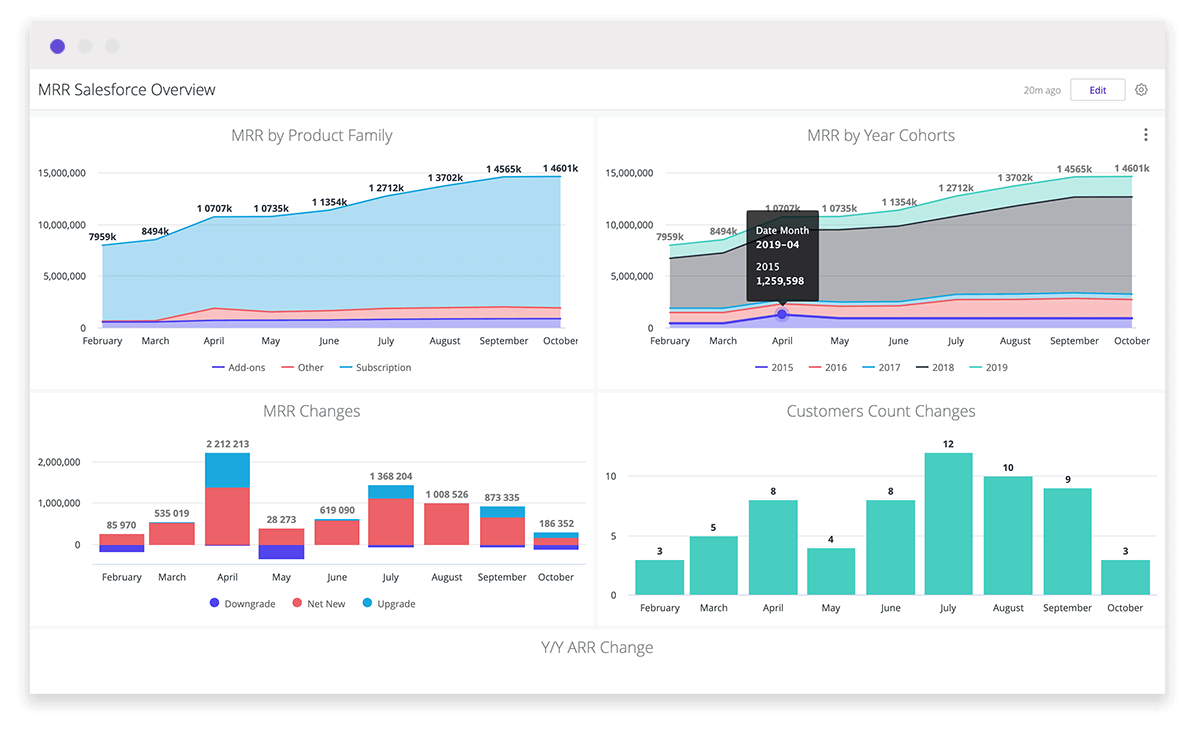 MRR Salesforce Overview
20m ago
Edit
MRR by Product Family
15,000,000
10,000,000
5,000,000
0
7959k
8494k
1 0707k
1 0735k
1 1354k
1 2712k
1 3702k
1 4565k
1 4601k
February March April May June July August September October
Add-ons Other Subscription
MRR by Year Cohorts
15,000,000
10,000,000
5,000,000
0
7959k
8494k
1 0707k
1 0735k
1 1354k
1 2712k
1 3702k
1 4565k
1 4601k
Date Month
2019-04
2015
1,259,598
February March April May June July August September October
2015 2016 2017 2018 2019
MRR Changes
2,000,000
1,000,000
0
85 970
535 019
2 212 213
28 273
619 090
1 368 204
1 008 526
873 335
186 352
February March April May June July August September October
Downgrade Net New Upgrade
Customers Count Changes
10
5
0
3
5
8
4
8
12
10
9
3
February March April May June July August September October
Y/Y ARR Change